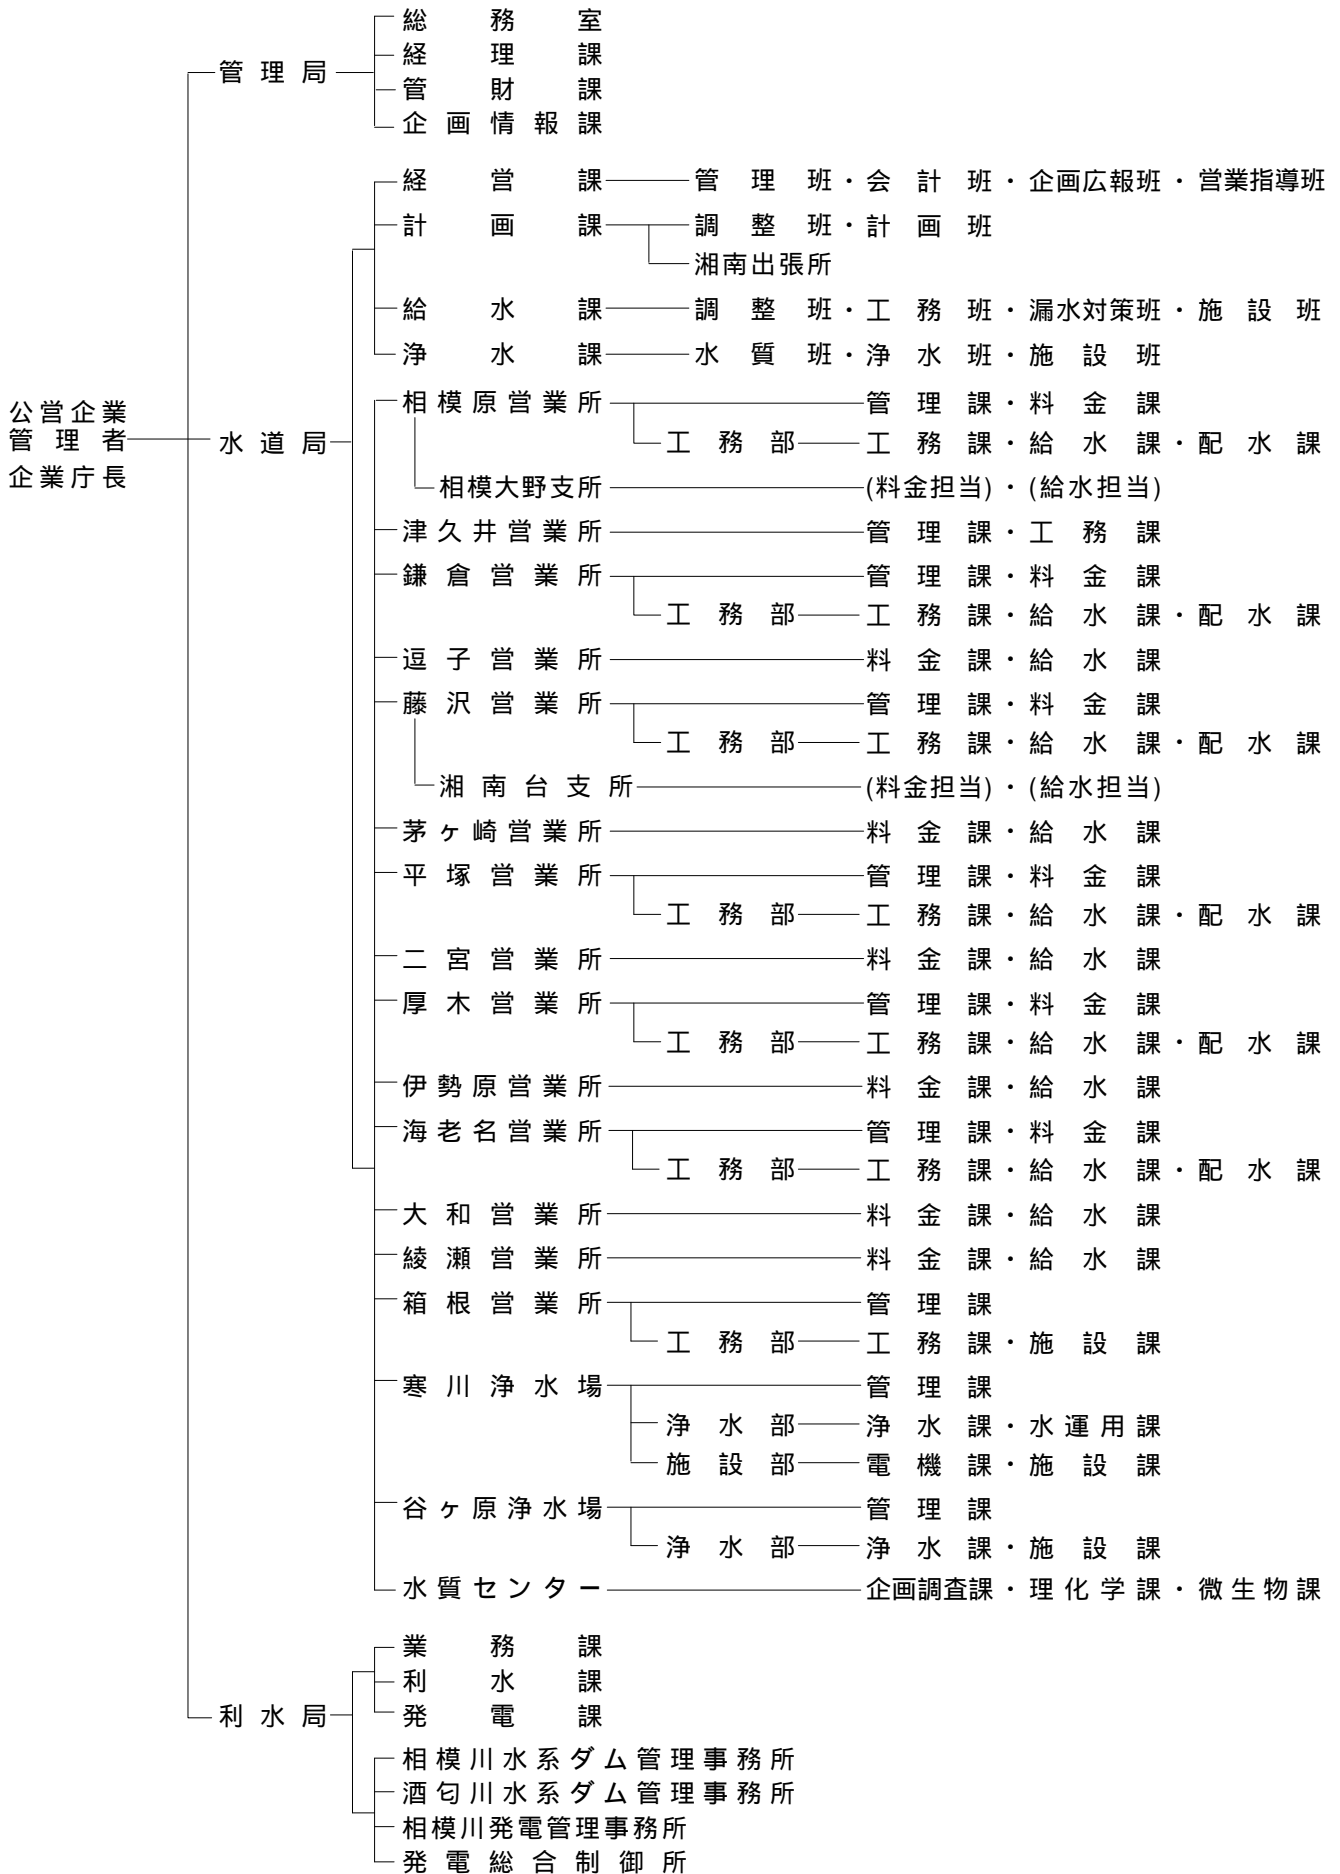 総務室
経理課
管理局
管財課
企画情報課
経営課 管理班・会計班・企画広報班・営業指導班
計画課 調整班・計画班
湘南出張所
給水課 調整班・工務班・漏水対策班・施設班
浄水課 水質班・浄水班・施設班
公営企業
管理者
企業庁長
水道局
相模原営業所 管理課・料金課
工務部 工務課・給水課・配水課
相模大野支所 (料金担当)・(給水担当)
津久井営業所 管理課・工務課
鎌倉営業所 管理課・料金課
工務部 工務課・給水課・配水課
逗子営業所 料金課・給水課
藤沢営業所 管理課・料金課
工務部 工務課・給水課・配水課
湘南台支所 (料金担当)・(給水担当)
茅ヶ崎営業所 料金課・給水課
平塚営業所 管理課・料金課
工務部 工務課・給水課・配水課
二宮営業所 料金課・給水課
厚木営業所 管理課・料金課
工務部 工務課・給水課・配水課
伊勢原営業所 料金課・給水課
海老名営業所 管理課・料金課
工務部 工務課・給水課・配水課
大和営業所 料金課・給水課
綾瀬営業所 料金課・給水課
箱根営業所 管理課
工務部 工務課・施設課
寒川浄水場 管理課
浄水部 浄水課・水運用課
施設部 電機課・施設課
谷ヶ原浄水場 管理課
浄水部 浄水課・施設課
水質センター 企画調査課・理化学課・微生物課
業務課
利水課
利水局
発電課
相模川水系ダム管理事務所
酒匂川水系ダム管理事務所
相模川発電管理事務所
発電総合制御所